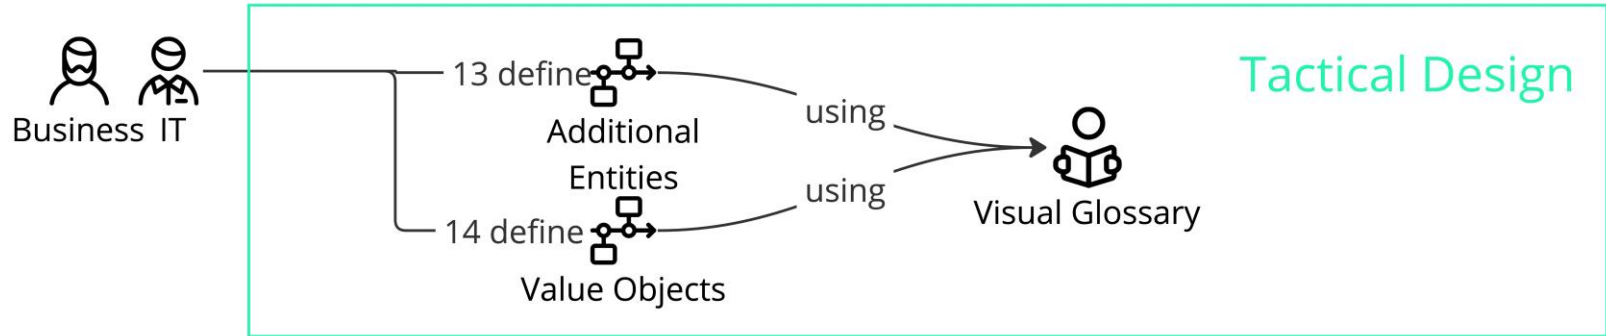 Tactical Design
Business IT
13 define
Additional
Entities
using
14 define
Value Objects
using
Visual Glossary